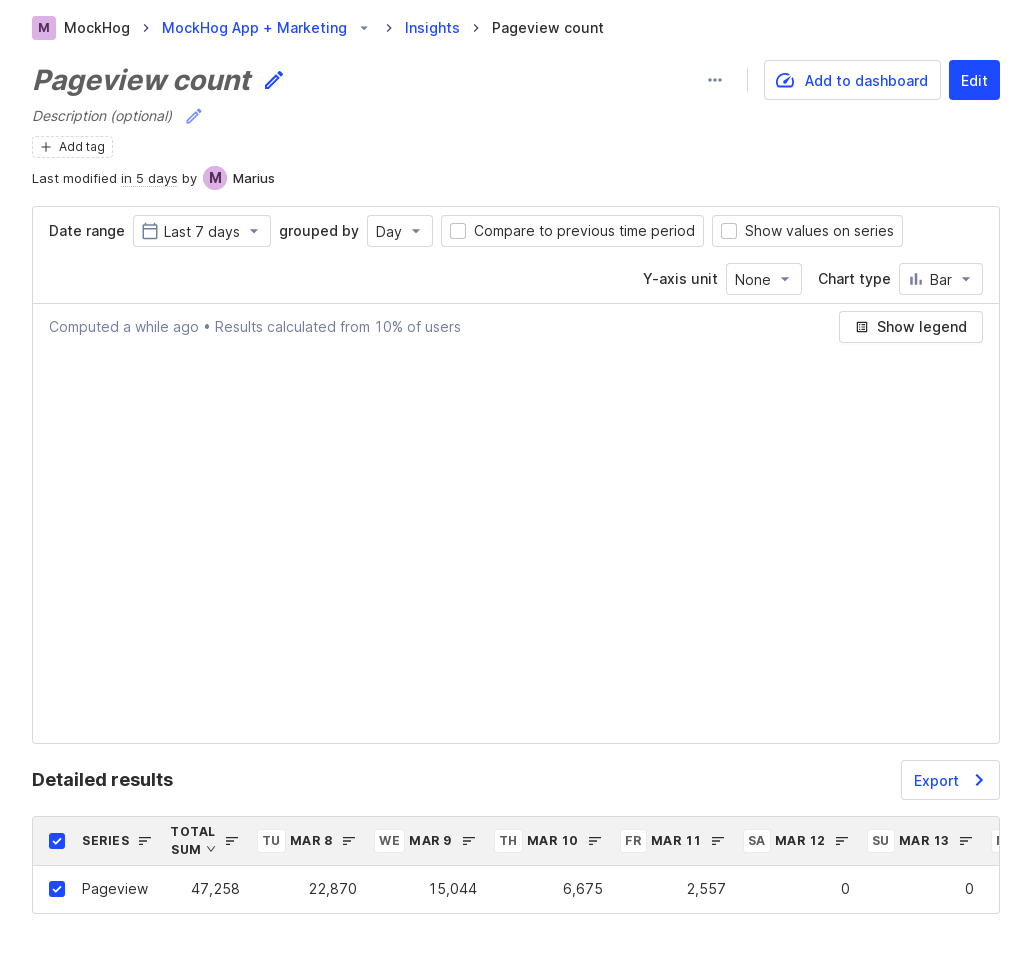 M MockHog MockHog App + Marketing Insights Pageview count
Pageview count
Add to dashboard Edit
Description (optional)
Add tag
Last modified in 5 days by M Marius
Date range Last 7 days grouped by Day Compare to previous time period Show values on series
Y-axis unit None Chart type Bar
Computed a while ago • Results calculated from 10% of users Show legend
Detailed results Export
SERIES TOTAL SUM TU MAR 8 WE MAR 9 TH MAR 10 FR MAR 11 SA MAR 12 SU MAR 13
Pageview 47,258 22,870 15,044 6,675 2,557 0 0